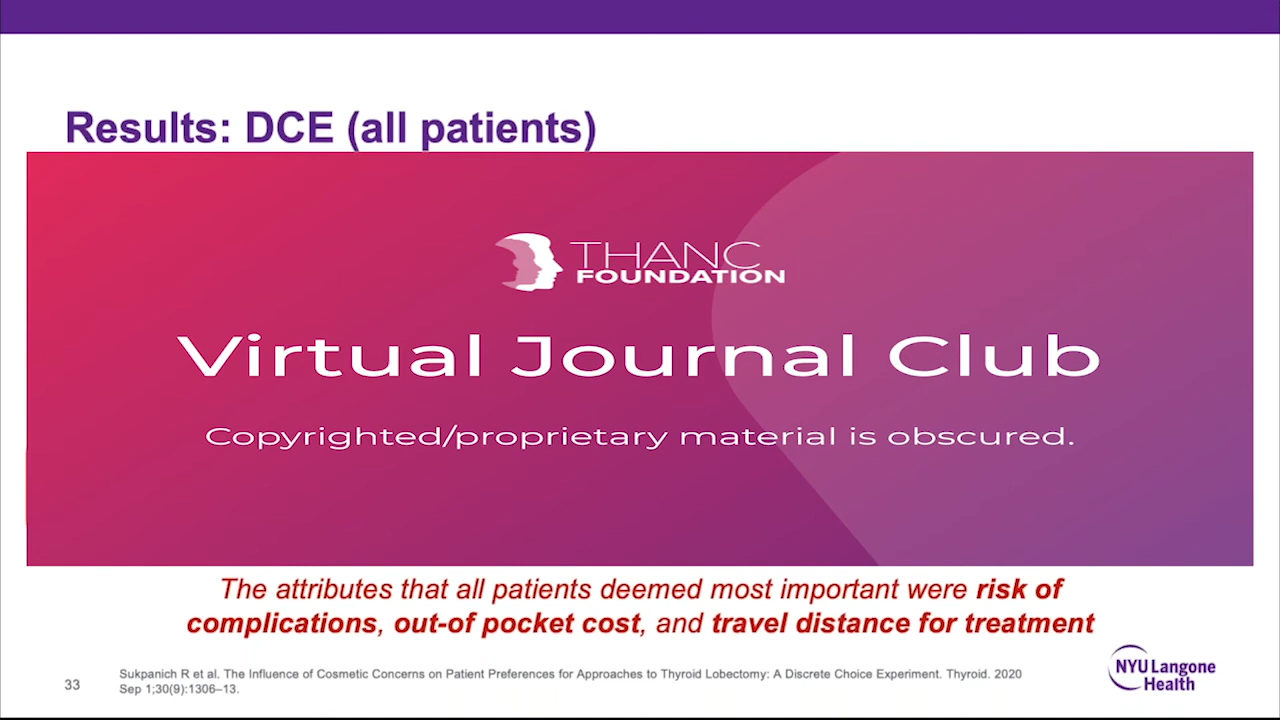 Results: DCE (all patients)
THANC
FOUNDATION
Virtual Journal Club
Copyrighted/proprietary material is obscured.
The attributes that all patients deemed most important were risk of
complications, out-of pocket cost, and travel distance for treatment
33
Sukpanich R et al. The Influence of Cosmetic Concerns on Patient Preferences for Approaches to Thyroid Lobectomy: A Discrete Choice Experiment. Thyroid. 2020
Sep 1;30(9):1306–13.
NYU Langone
Health